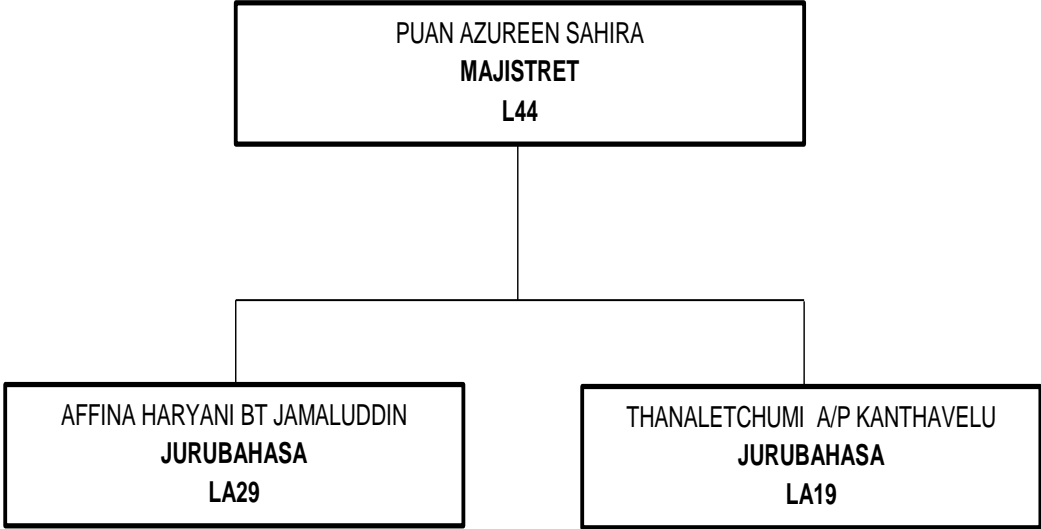 PUAN AZUREEN SAHIRA
MAJISTRET
L44
AFFINA HARYANI BT JAMALUDDIN
JURUBAHASA
LA29
THANALETCHUMI A/P KANTHAVELU
JURUBAHASA
LA19